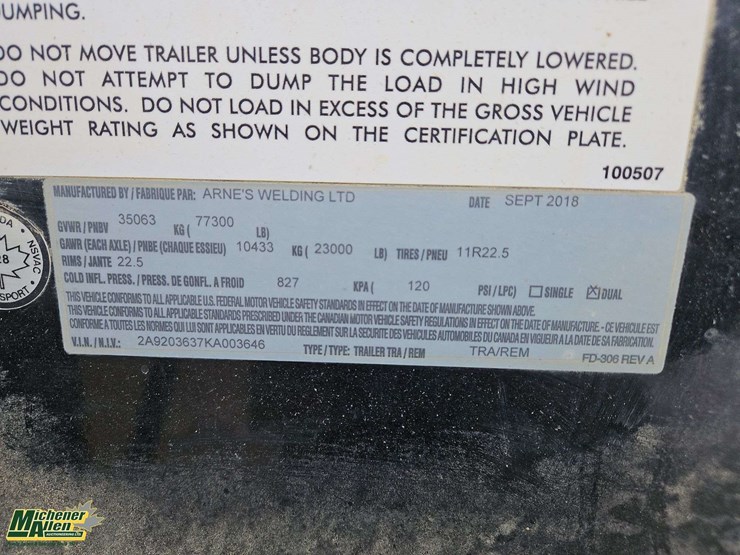 UMPING.
DO NOT MOVE TRAILER UNLESS BODY IS COMPLETELY LOWERED.
DO NOT ATTEMPT TO DUMP THE LOAD IN HIGH WIND
CONDITIONS. DO NOT LOAD IN EXCESS OF THE GROSS VEHICLE
WEIGHT RATING AS SHOWN ON THE CERTIFICATION PLATE.
100507
MANUFACTURED BY / FABRIQUE PAR: ARNE'S WELDING LTD DATE SEPT 2018
GVWR / PNBV 35063 KG ( 77300 LB)
GAWR (EACH AXLE) / PNBE (CHAQUE ESSIEU) 10433 KG ( 23000 LB) TIRES / PNEU 11R22.5
RIMS / JANTE 22.5
COLD INFL. PRESS. / PRESS. DE GONFL. A FROID 827 KPA ( 120 PSI / LPC) SINGLE DUAL
THIS VEHICLE CONFORMS TO ALL APPLICABLE U.S. FEDERAL MOTOR VEHICLE SAFETY STANDARDS IN EFFECT ON THE DATE OF MANUFACTURE SHOWN ABOVE.
THIS VEHICLE CONFORMS TO ALL APPLICABLE STANDARDS PRESCRIBED UNDER THE CANADIAN MOTOR VEHICLE SAFETY REGULATIONS IN EFFECT ON THE DATE OF MANUFACTURE. - CE VEHICULE EST
CONFORME A TOUTES LES NORMES QUI LUI SONT APPLICABLES EN VERTU DU REGLEMENT SUR LA SECURITE DES VEHICULES AUTOMOBILES DU CANADA EN VIGUEUR A LA DATE DE SA FABRICATION.
V.I.N. / N.I.V.: 2A9203637KA003646 TYPE / TYPE: TRAILER TRA / REM TRA/REM FD-306 REV A
DA
NSVAC
28
SPORT
Michener
Allen
AUCTIONEERING LTD.